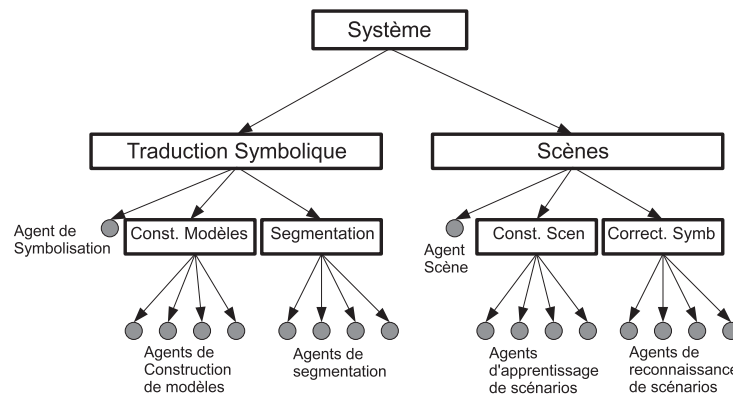 Système
Traduction Symbolique
Scènes
Agent de
Symbolisation
Const. Modèles
Segmentation
Agent
Scène
Const. Scen
Correct. Symb
Agents de
Construction
de modèles
Agents de
segmentation
Agents
d'apprentissage
de scénarios
Agents de
reconnaissance
de scénarios